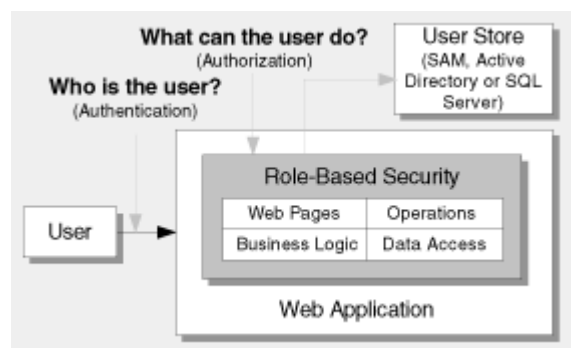 What can the user do?
(Authorization)
Who is the user?
(Authentication)
User Store
(SAM, Active
Directory or SQL
Server)
User
Role-Based Security
Web Pages
Operations
Business Logic
Data Access
Web Application